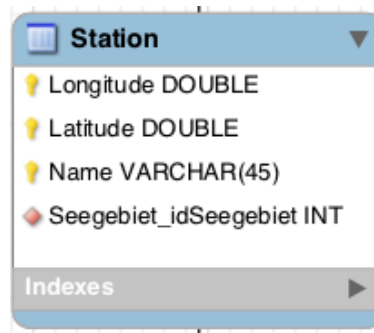 Station
Longitude DOUBLE
Latitude DOUBLE
Name VARCHAR(45)
Seegebiet_idSeegebiet INT
Indexes